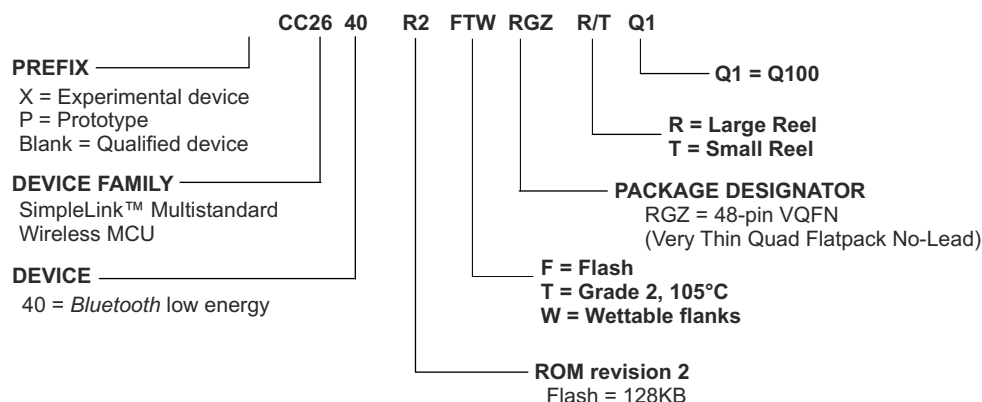 CC26 40 R2 FTW RGZ R/T Q1
PREFIX
X = Experimental device
P = Prototype
Blank = Qualified device
DEVICE FAMILY
SimpleLink™ Multistandard
Wireless MCU
DEVICE
40 = Bluetooth low energy
Q1 = Q100
R = Large Reel
T = Small Reel
PACKAGE DESIGNATOR
RGZ = 48-pin VQFN
(Very Thin Quad Flatpack No-Lead)
F = Flash
T = Grade 2, 105°C
W = Wettable flanks
ROM revision 2
Flash = 128KB